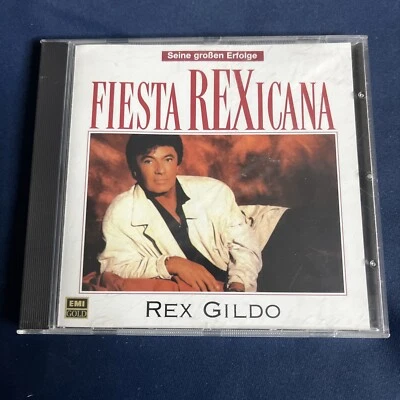 Seine großen Erfolge
FIESTA REXICANA
REX GILDO
EMI
GOLD